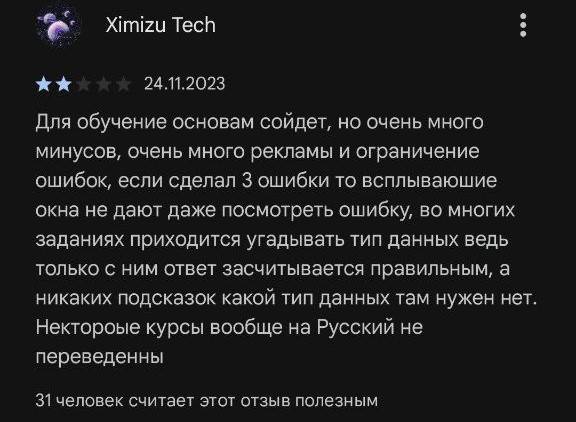 Ximizu Tech
24.11.2023
Для обучение основам сойдет, но очень много
минусов, очень много рекламы и ограничение
ошибок, если сделал 3 ошибки то всплываюшие
окна не дают даже посмотреть ошибку, во многих
заданиях приходится угадывать тип данных ведь
только с ним ответ засчитывается правильным, а
никаких подсказок какой тип данных там нужен нет.
Нектороые курсы вообще на Русский не
переведенны
31 человек считает этот отзыв полезным